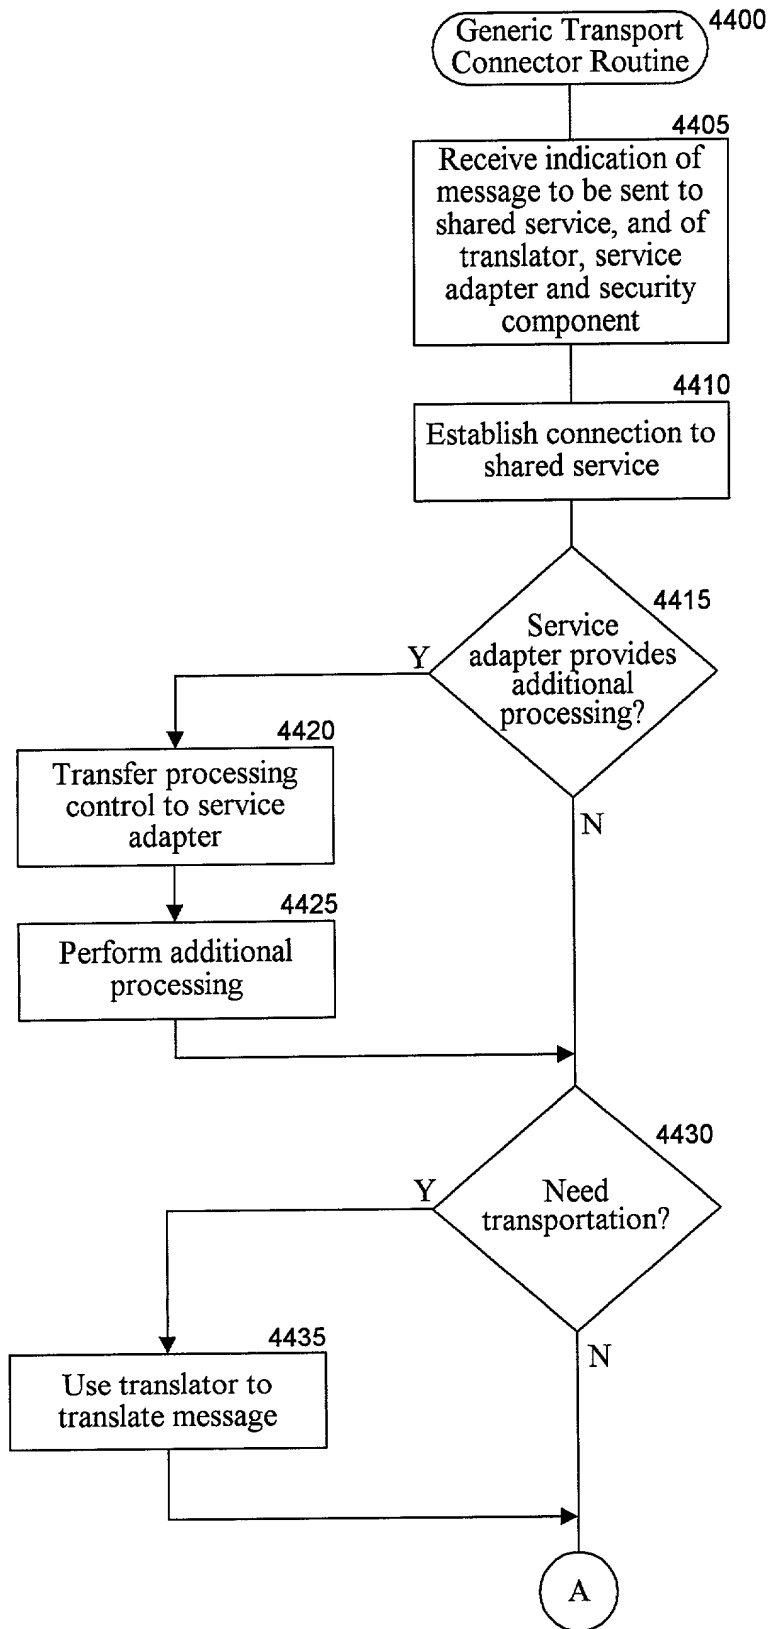 Generic Transport
Connector Routine
4400
4405
Receive indication of
message to be sent to
shared service, and of
translator, service
adapter and security
component
4410
Establish connection to
shared service
4415
Service
adapter provides
additional
processing?
Y
N
4420
Transfer processing
control to service
adapter
4425
Perform additional
processing
4430
Need
transportation?
Y
N
4435
Use translator to
translate message
A